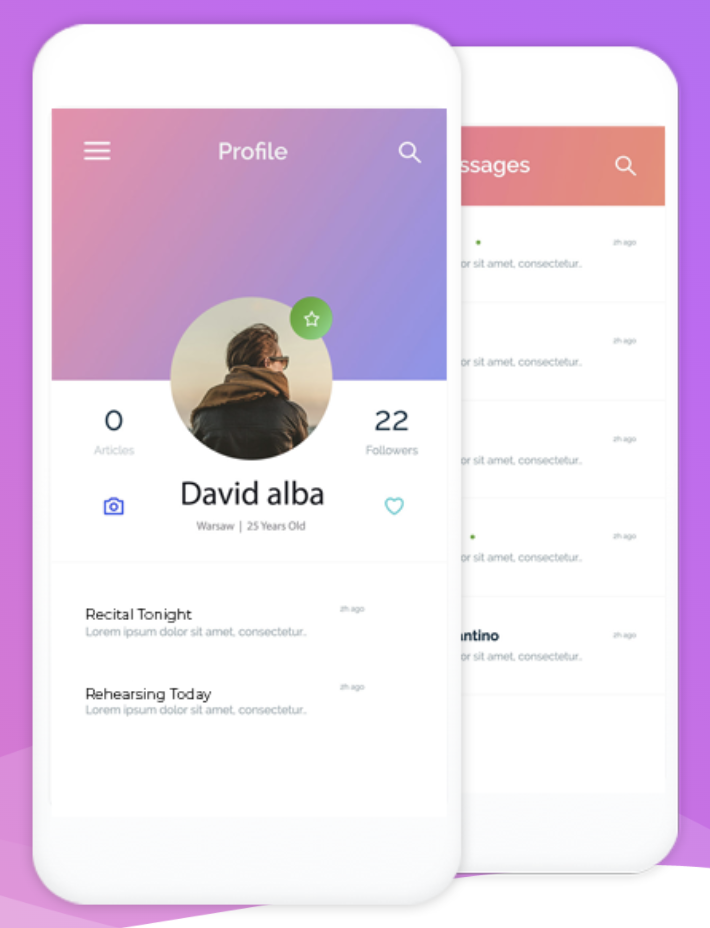 Profile
0
Articles
22
Followers
David alba
Warsaw | 25 Years Old
Recital Tonight
2h ago
Lorem ipsum dolor sit amet, consectetur..
Rehearsing Today
2h ago
Lorem ipsum dolor sit amet, consectetur..
ssages
2h ago
or sit amet, consectetur..
2h ago
or sit amet, consectetur..
2h ago
or sit amet, consectetur..
2h ago
or sit amet, consectetur..
antino
2h ago
or sit amet, consectetur..